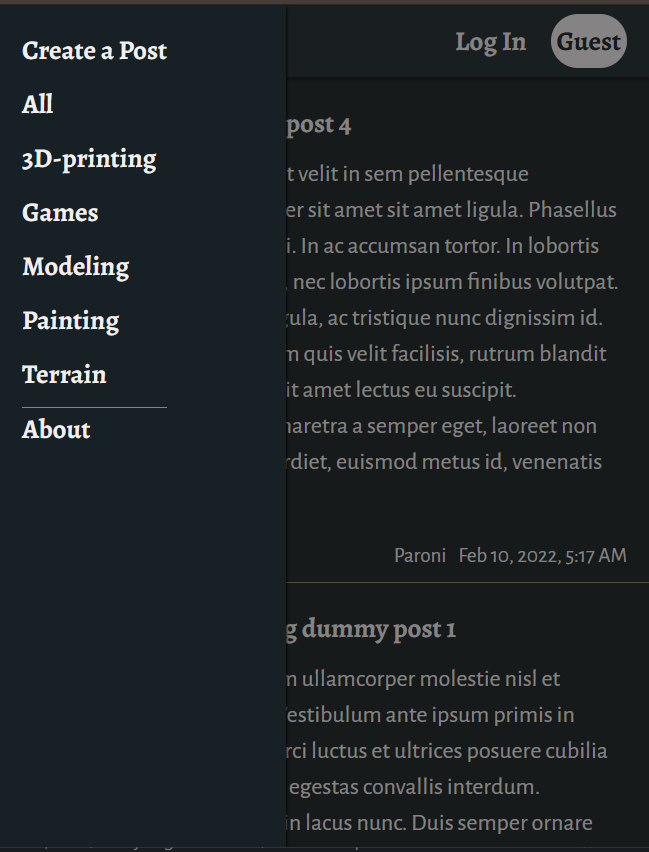 Create a Post
All
3D-printing
Games
Modeling
Painting
Terrain
About
Log In
Guest
post 4
t velit in sem pellentesque
er sit amet sit amet ligula. Phasellus
i. In ac accumsan tortor. In lobortis
, nec lobortis ipsum finibus volutpat.
gula, ac tristique nunc dignissim id.
m quis velit facilisis, rutrum blandit
it amet lectus eu suscipit.
haretra a semper eget, laoreet non
rdiet, euismod metus id, venenatis
Paroni Feb 10, 2022, 5:17 AM
g dummy post 1
m ullamcorper molestie nisl et
estibulum ante ipsum primis in
rci luctus et ultrices posuere cubilia
egestas convallis interdum.
in lacus nunc. Duis semper ornare